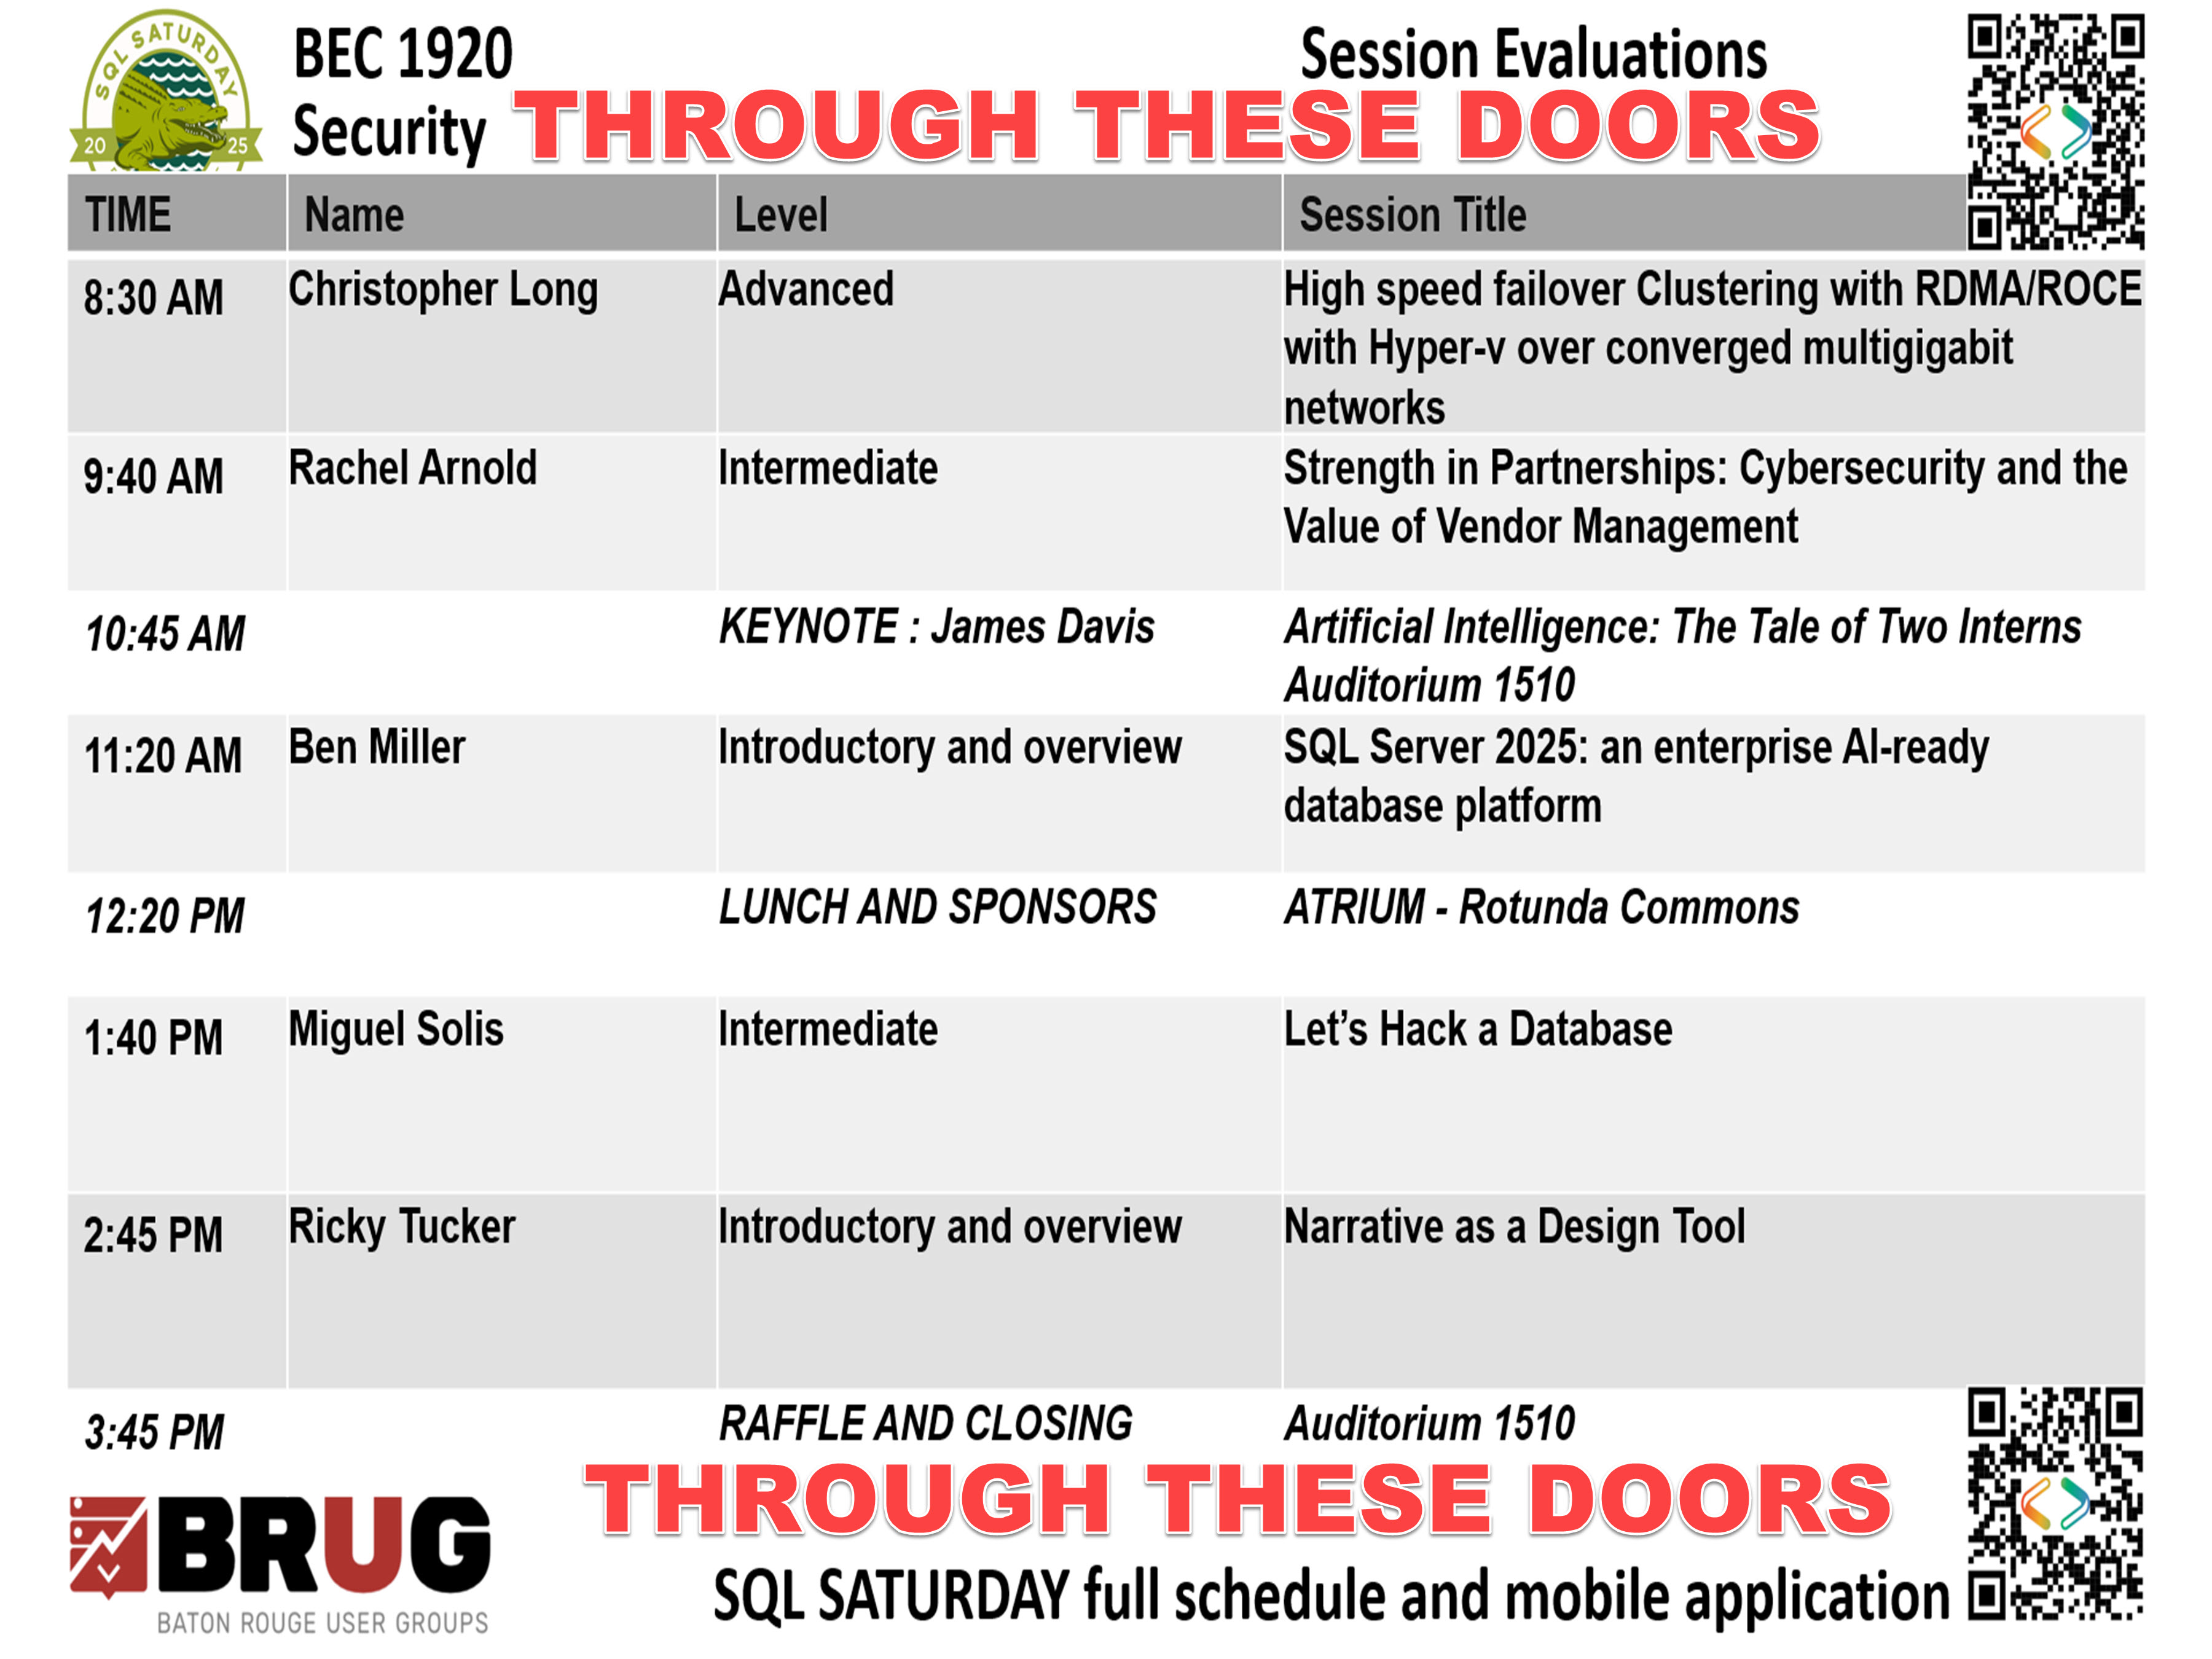 SQL SATURDAY
20 25
BEC 1920
Security
Session Evaluations
THROUGH THESE DOORS
TIME Name Level Session Title
8:30 AM Christopher Long Advanced High speed failover Clustering with RDMA/ROCE
with Hyper-v over converged multigigabit
networks
9:40 AM Rachel Arnold Intermediate Strength in Partnerships: Cybersecurity and the
Value of Vendor Management
10:45 AM KEYNOTE : James Davis Artificial Intelligence: The Tale of Two Interns
Auditorium 1510
11:20 AM Ben Miller Introductory and overview SQL Server 2025: an enterprise AI-ready
database platform
12:20 PM LUNCH AND SPONSORS ATRIUM - Rotunda Commons
1:40 PM Miguel Solis Intermediate Let’s Hack a Database
2:45 PM Ricky Tucker Introductory and overview Narrative as a Design Tool
3:45 PM RAFFLE AND CLOSING Auditorium 1510
THROUGH THESE DOORS
BRUG
BATON ROUGE USER GROUPS
SQL SATURDAY full schedule and mobile application